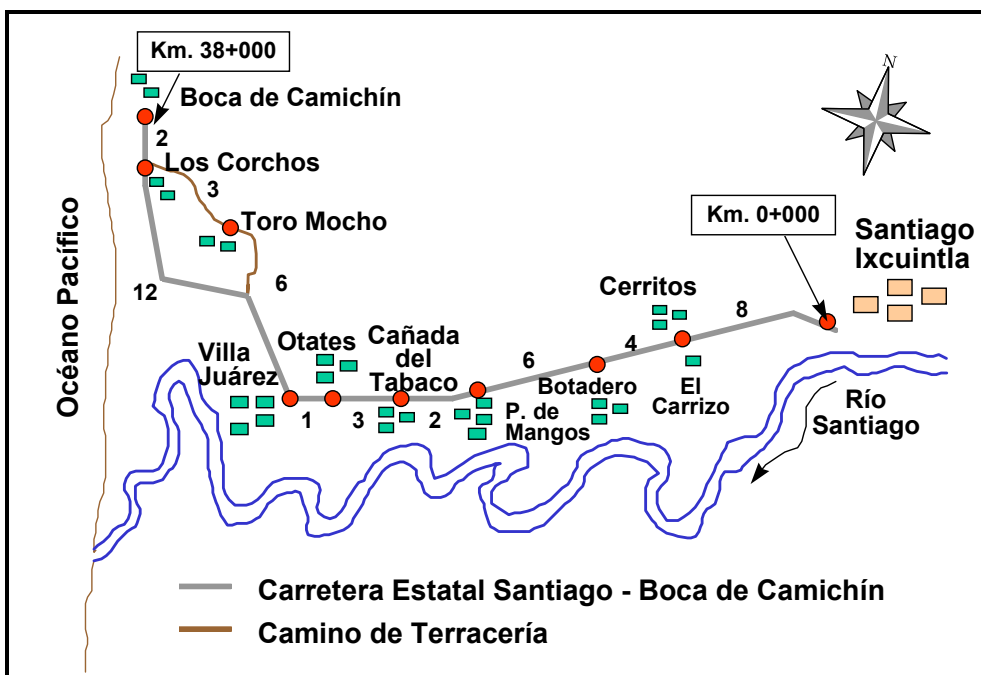 Km. 38+000
N
Boca de Camichín
2
Los Corchos
3
Toro Mocho
Km. 0+000
Santiago
Ixcuintla
Océano Pacífico
12
6
Cerritos
8
Villa
Juárez
Otates
Cañada
del
Tabaco
6
4
Botadero
El
Carrizo
1
3
2
P. de
Mangos
Río
Santiago
Carretera Estatal Santiago - Boca de Camichín
Camino de Terracería